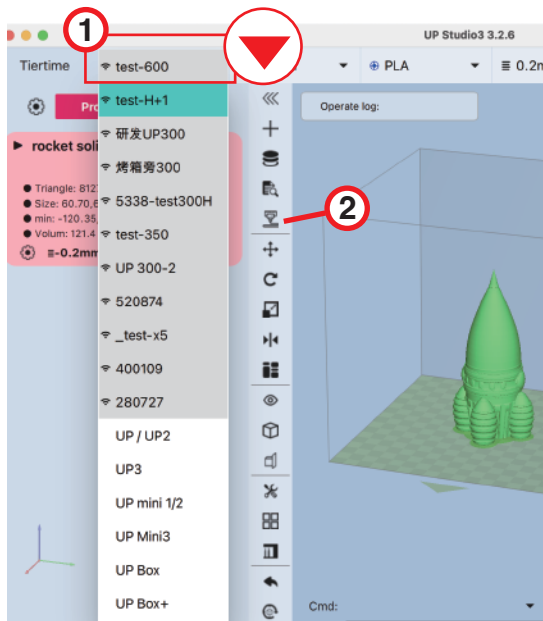 1
UP Studio3 3.2.6
Tiertime
test-600
PLA
0.2m
Pro
test-H+1
Operate log:
研发UP300
rocket soli
烤箱旁300
Triangle: 812
5338-test300H
2
Size: 60.70,6
min: -120.35,
test-350
Volum: 121.4
-0.2mm
UP 300-2
520874
_test-x5
400109
280727
UP / UP2
UP3
UP mini 1/2
UP Mini3
UP Box
UP Box+
Cmd: